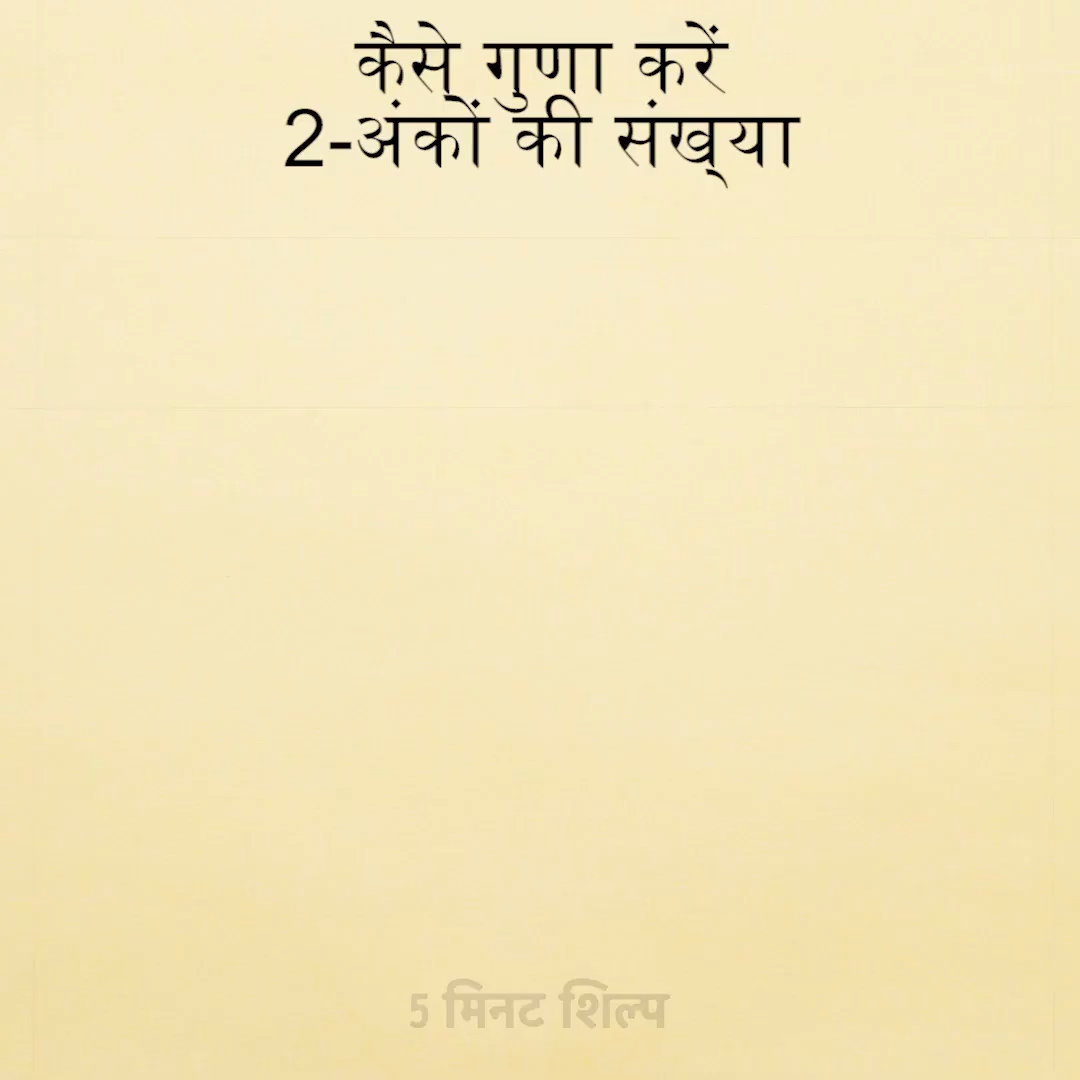 कैसे गुणा करें
2-अंकों की संख्‌या
5 मिनट शिल्प